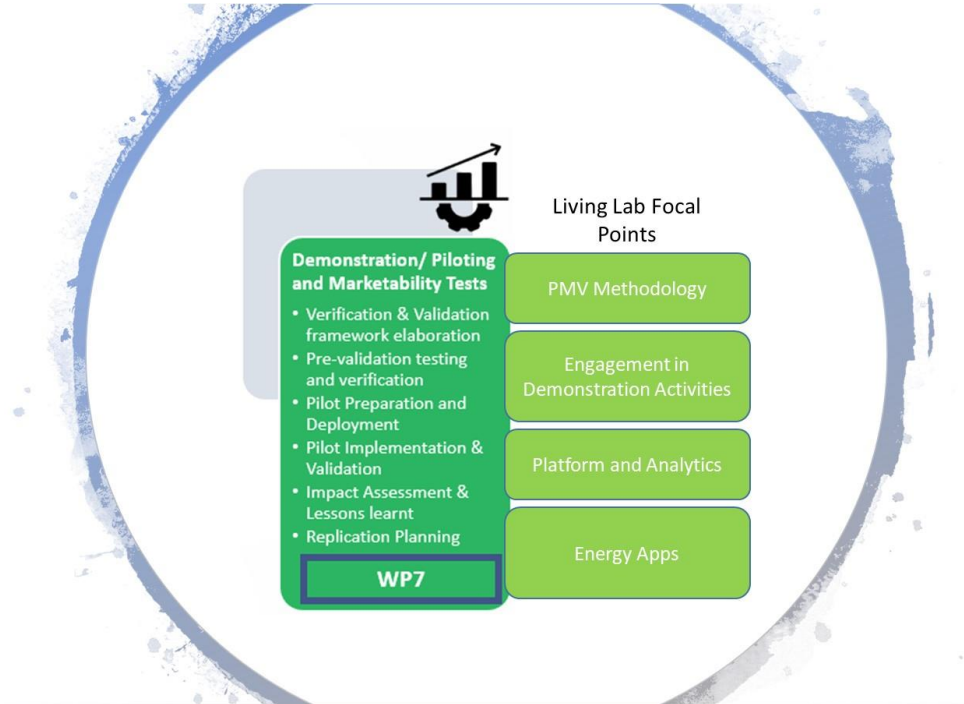 Demonstration/ Piloting
and Marketability Tests
• Verification & Validation
framework elaboration
• Pre-validation testing
and verification
• Pilot Preparation and
Deployment
• Pilot Implementation &
Validation
• Impact Assessment &
Lessons learnt
• Replication Planning
WP7
Living Lab Focal
Points
PMV Methodology
Engagement in
Demonstration Activities
Platform and Analytics
Energy Apps